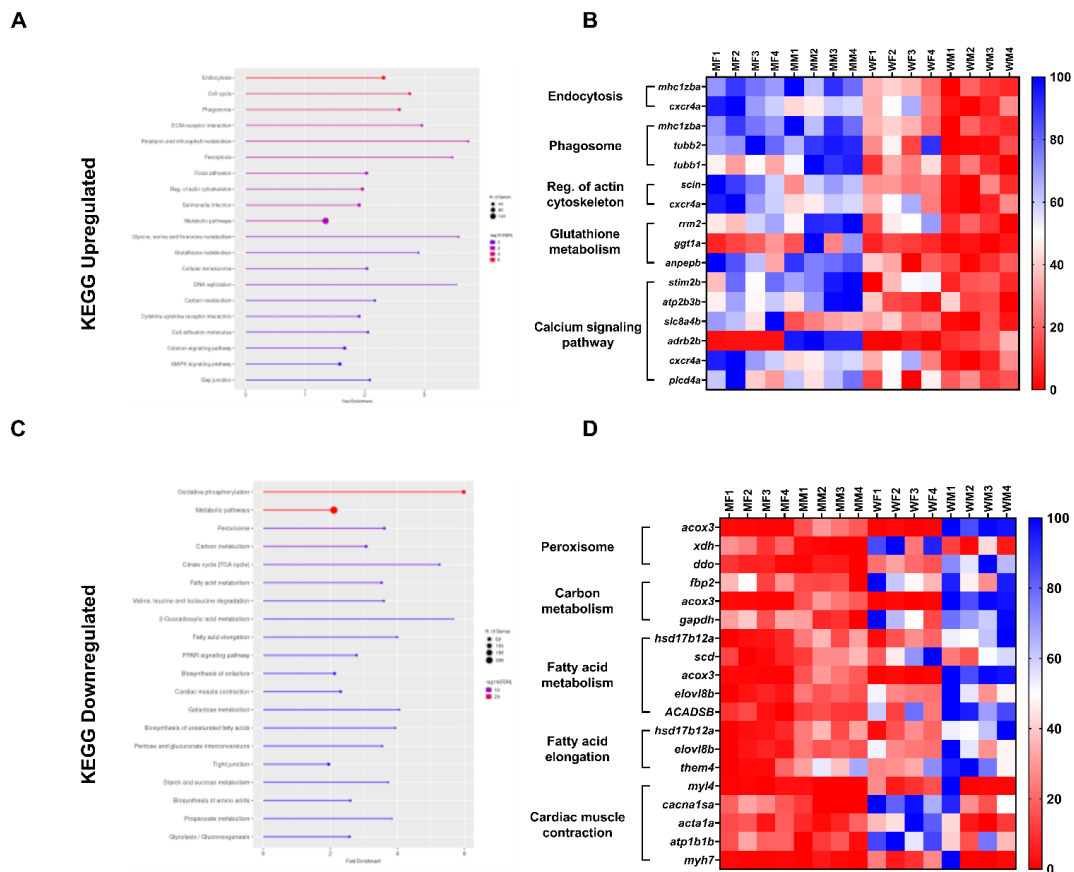 A
KEGG Upregulated
Endocytosis
Cell cycle
Phagosome
ECM-receptor interaction
Porphyrin and chlorophyll metabolism
Ferroptosis
Focal adhesion
Reg. of actin cytoskeleton
Salmonella infection
Metabolic pathways
Glycine, serine and threonine metabolism
Glutathione metabolism
Cellular senescence
DNA replication
Carbon metabolism
Cytokine-cytokine receptor interaction
Cell adhesion molecules
Calcium signaling pathway
MAPK signaling pathway
Gap junction
Fold Enrichment
N. of Genes
B
MF1 MF2 MF3 MF4 MM1 MM2 MM3 MM4 WF1 WF2 WF3 WF4 WM1 WM2 WM3 WM4
Endocytosis
mhc1zba
cxcr4a
Phagosome
mhc1zba
tubb2
tubb1
Reg. of actin
cytoskeleton
scin
cxcr4a
Glutathione
metabolism
rrm2
ggt1a
anpepb
Calcium signaling
pathway
stim2b
atp2b3b
slc8a4b
adrb2b
cxcr4a
plcd4a
100
80
60
40
20
0
C
KEGG Downregulated
Oxidative phosphorylation
Metabolic pathways
Peroxisome
Carbon metabolism
Citrate cycle (TCA cycle)
Fatty acid metabolism
Valine, leucine and isoleucine degradation
2-Oxocarboxylic acid metabolism
Fatty acid elongation
PPAR signaling pathway
Biosynthesis of cofactors
Cardiac muscle contraction
Galactose metabolism
Biosynthesis of unsaturated fatty acids
Pentose and glucuronate interconversions
Tight junction
Starch and sucrose metabolism
Biosynthesis of amino acids
Propanoate metabolism
Glycolysis / Gluconeogenesis
0 2 4 6
Fold Enrichment
N. of Genes
D
MF1 MF2 MF3 MF4 MM1 MM2 MM3 MM4 WF1 WF2 WF3 WF4 WM1 WM2 WM3 WM4
Peroxisome
acox3
xdh
ddo
Carbon
metabolism
fbp2
acox3
gapdh
Fatty acid
metabolism
hsd17b12a
scd
acox3
elovl8b
ACADSB
Fatty acid
elongation
hsd17b12a
elovl8b
them4
Cardiac muscle
contraction
myl4
cacna1sa
acta1a
atp1b1b
myh7
100
80
60
40
20
0